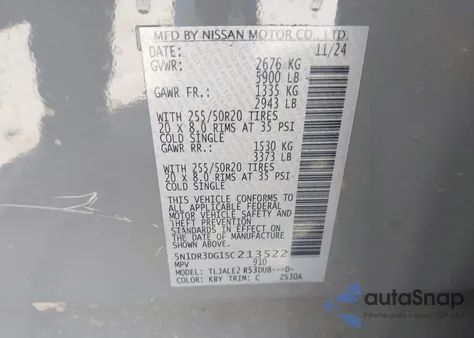 MFD BY NISSAN MOTOR CO., LTD.
DATE: 11/24
GVWR: 2676 KG
5900 LB
GAWR FR.: 1335 KG
2943 LB
WITH 255/50R20 TIRES
20 X 8.0 RIMS AT 35 PSI
COLD SINGLE
GAWR RR.: 1530 KG
3373 LB
WITH 255/50R20 TIRES
20 X 8.0 RIMS AT 35 PSI
COLD SINGLE
THIS VEHICLE CONFORMS TO
ALL APPLICABLE FEDERAL
MOTOR VEHICLE SAFETY
STANDARDS IN EFFECT ON
THE DATE OF MANUFACTURE
SHOWN ABOVE.
5N1DR3DG1SC213522
MPV 910
MODEL: TLJALEZ R53DU8---D-
COLOR: KBY TRIM: C ZS30A
autoSnap